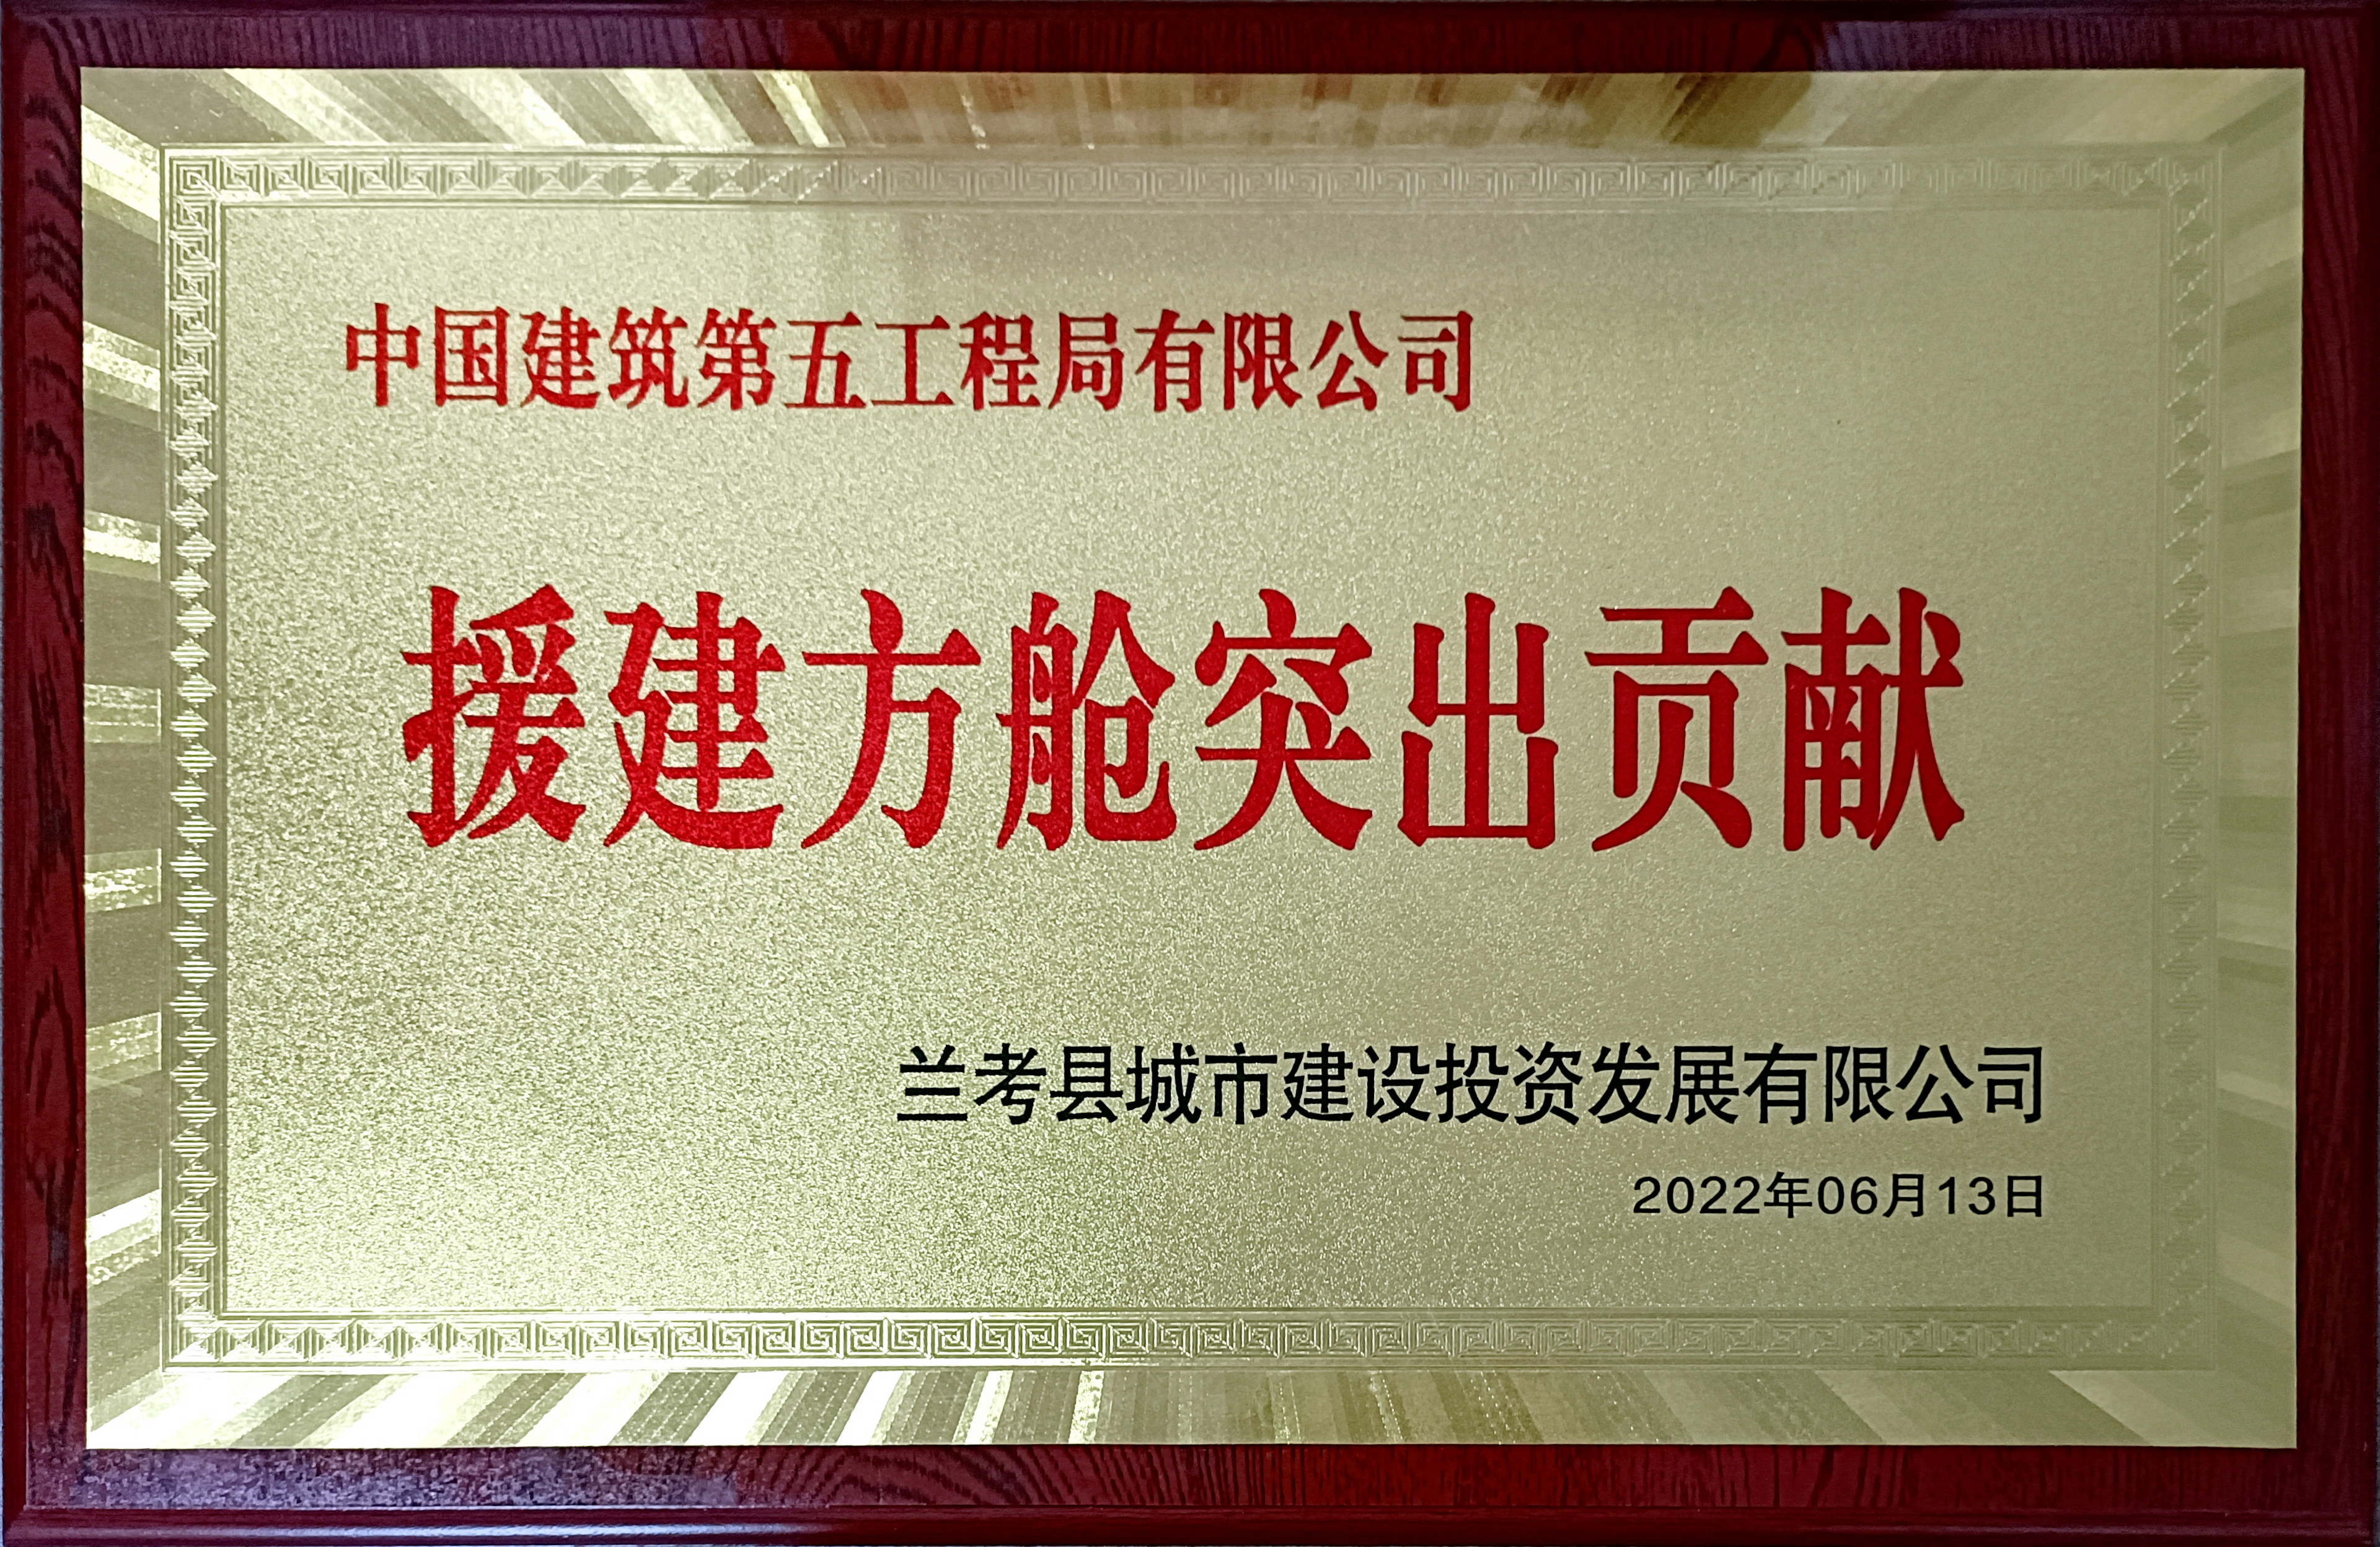 中国建筑第五工程局有限公司
援建方舱突出贡献
兰考县城市建设投资发展有限公司
2022年06月13日